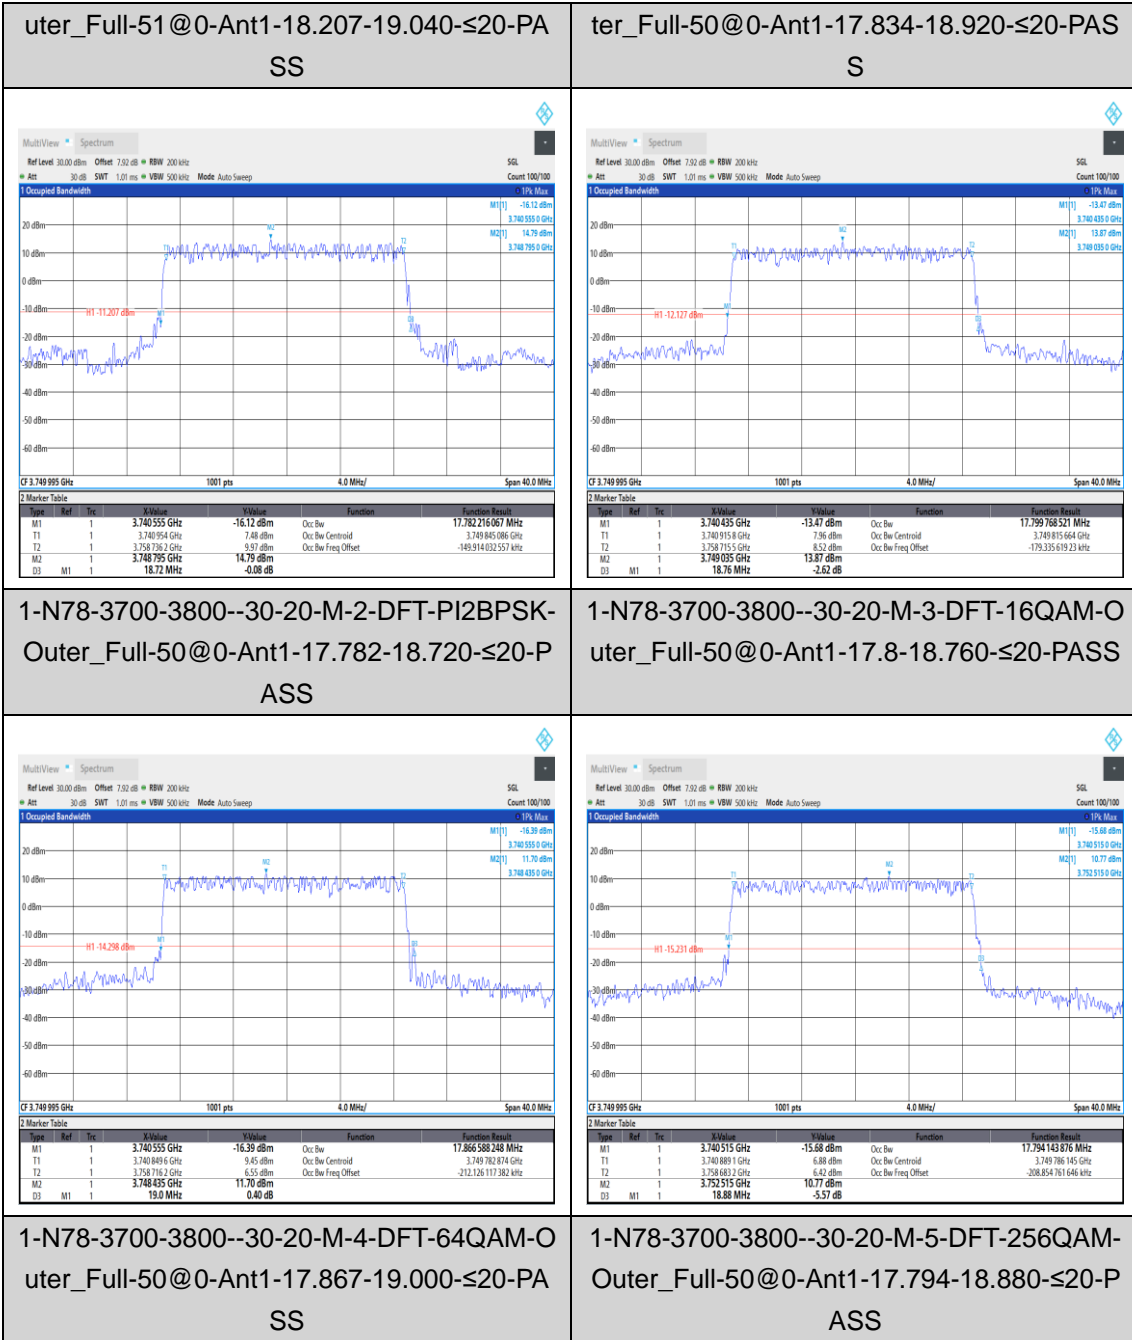 uter_Full-51@0-Ant1-18.207-19.040-≤20-PA
SS
ter_Full-50@0-Ant1-17.834-18.920-≤20-PAS
S
MultiView Spectrum
Ref Level 30.00 dBm Offset 7.92 dB RBW 200 kHz SGL
Att 30 dB SWT 1.01 ms VBW 500 kHz Mode Auto Sweep Count 100/100
1 Occupied Bandwidth 1Pk Max
M1[1] -16.12 dBm
3.740 555 0 GHz
M2[1] 14.79 dBm
3.748 795 0 GHz
M2
T1
T2
20 dBm
10 dBm
0 dBm
-10 dBm
H1 -11.207 dBm
M1
D3
-20 dBm
-30 dBm
-40 dBm
-50 dBm
-60 dBm
CF 3.749 995 GHz 1001 pts 4.0 MHz/ Span 40.0 MHz
2 Marker Table
Type Ref Trc X-Value Y-Value Function Function Result
M1 1 3.740 555 GHz -16.12 dBm Occ Bw 17.782 216 067 MHz
T1 1 3.740 954 GHz 7.48 dBm Occ Bw Centroid 3.749 845 086 GHz
T2 1 3.758 736 2 GHz 9.97 dBm Occ Bw Freq Offset -149.914 032 557 kHz
M2 1 3.748 795 GHz 14.79 dBm
D3 M1 1 18.72 MHz -0.08 dB
MultiView Spectrum
Ref Level 30.00 dBm Offset 7.92 dB RBW 200 kHz SGL
Att 30 dB SWT 1.01 ms VBW 500 kHz Mode Auto Sweep Count 100/100
1 Occupied Bandwidth 1Pk Max
M1[1] -13.47 dBm
3.740 435 0 GHz
M2[1] 13.87 dBm
3.749 035 0 GHz
M2
T1
T2
20 dBm
10 dBm
0 dBm
-10 dBm
H1 -12.127 dBm
M1
D3
-20 dBm
-30 dBm
-40 dBm
-50 dBm
-60 dBm
CF 3.749 995 GHz 1001 pts 4.0 MHz/ Span 40.0 MHz
2 Marker Table
Type Ref Trc X-Value Y-Value Function Function Result
M1 1 3.740 435 GHz -13.47 dBm Occ Bw 17.799 768 521 MHz
T1 1 3.740 915 8 GHz 7.96 dBm Occ Bw Centroid 3.749 815 664 GHz
T2 1 3.758 715 5 GHz 8.52 dBm Occ Bw Freq Offset -179.335 619 23 kHz
M2 1 3.749 035 GHz 13.87 dBm
D3 M1 1 18.76 MHz -2.62 dB
1-N78-3700-3800--30-20-M-2-DFT-PI2BPSK-
Outer_Full-50@0-Ant1-17.782-18.720-≤20-P
ASS
1-N78-3700-3800--30-20-M-3-DFT-16QAM-O
uter_Full-50@0-Ant1-17.8-18.760-≤20-PASS
MultiView Spectrum
Ref Level 30.00 dBm Offset 7.92 dB RBW 200 kHz SGL
Att 30 dB SWT 1.01 ms VBW 500 kHz Mode Auto Sweep Count 100/100
1 Occupied Bandwidth 1Pk Max
M1[1] -16.39 dBm
3.740 555 0 GHz
M2[1] 11.70 dBm
3.748 435 0 GHz
M2
T1
T2
20 dBm
10 dBm
0 dBm
-10 dBm
H1 -14.298 dBm
M1
D3
-20 dBm
-30 dBm
-40 dBm
-50 dBm
-60 dBm
CF 3.749 995 GHz 1001 pts 4.0 MHz/ Span 40.0 MHz
2 Marker Table
Type Ref Trc X-Value Y-Value Function Function Result
M1 1 3.740 555 GHz -16.39 dBm Occ Bw 17.866 588 248 MHz
T1 1 3.740 849 6 GHz 9.45 dBm Occ Bw Centroid 3.749 782 874 GHz
T2 1 3.758 716 2 GHz 6.55 dBm Occ Bw Freq Offset -212.126 117 382 kHz
M2 1 3.748 435 GHz 11.70 dBm
D3 M1 1 19.0 MHz 0.40 dB
MultiView Spectrum
Ref Level 30.00 dBm Offset 7.92 dB RBW 200 kHz SGL
Att 30 dB SWT 1.01 ms VBW 500 kHz Mode Auto Sweep Count 100/100
1 Occupied Bandwidth 1Pk Max
M1[1] -15.68 dBm
3.740 515 0 GHz
M2[1] 10.77 dBm
3.752 515 0 GHz
M2
T1
T2
20 dBm
10 dBm
0 dBm
-10 dBm
H1 -15.231 dBm
M1
D3
-20 dBm
-30 dBm
-40 dBm
-50 dBm
-60 dBm
CF 3.749 995 GHz 1001 pts 4.0 MHz/ Span 40.0 MHz
2 Marker Table
Type Ref Trc X-Value Y-Value Function Function Result
M1 1 3.740 515 GHz -15.68 dBm Occ Bw 17.794 143 876 MHz
T1 1 3.740 889 1 GHz 6.88 dBm Occ Bw Centroid 3.749 786 145 GHz
T2 1 3.758 683 2 GHz 6.42 dBm Occ Bw Freq Offset -208.854 761 646 kHz
M2 1 3.752 515 GHz 10.77 dBm
D3 M1 1 18.88 MHz -5.57 dB
1-N78-3700-3800--30-20-M-4-DFT-64QAM-O
uter_Full-50@0-Ant1-17.867-19.000-≤20-PA
SS
1-N78-3700-3800--30-20-M-5-DFT-256QAM-
Outer_Full-50@0-Ant1-17.794-18.880-≤20-P
ASS